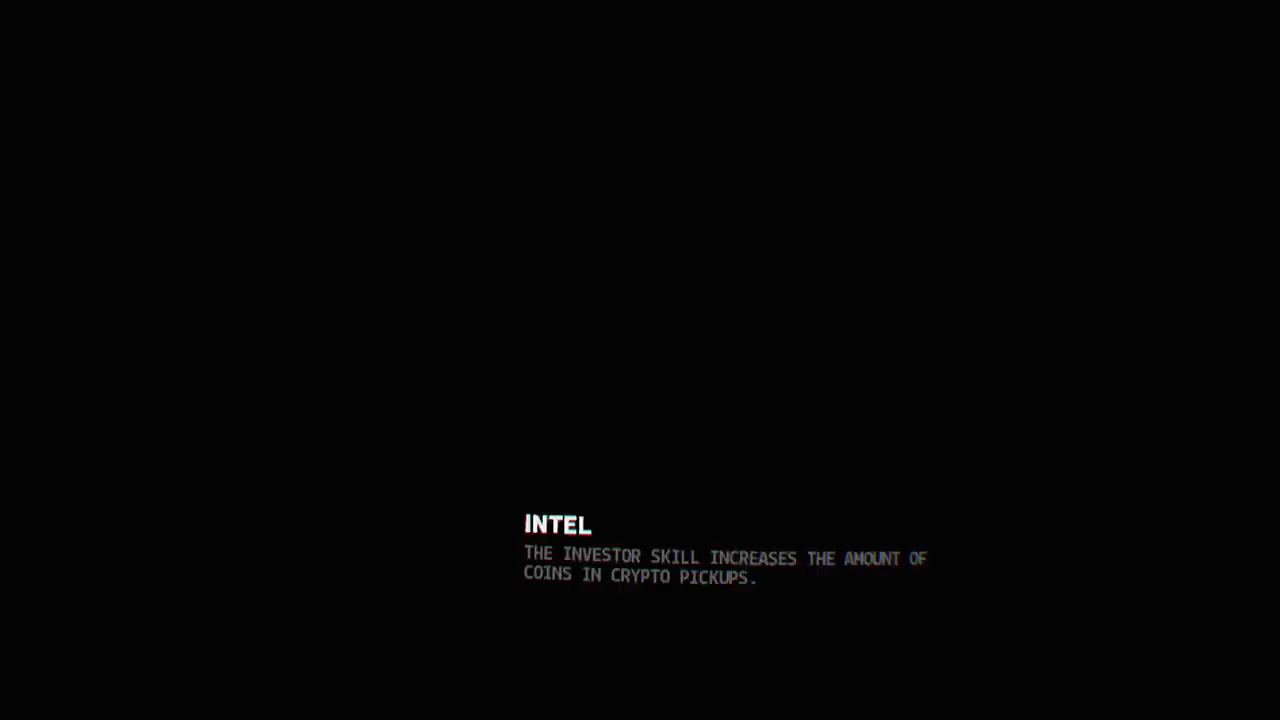 INTEL
THE INVESTOR SKILL INCREASES THE AMOUNT OF
COINS IN CRYPTO PICKUPS.